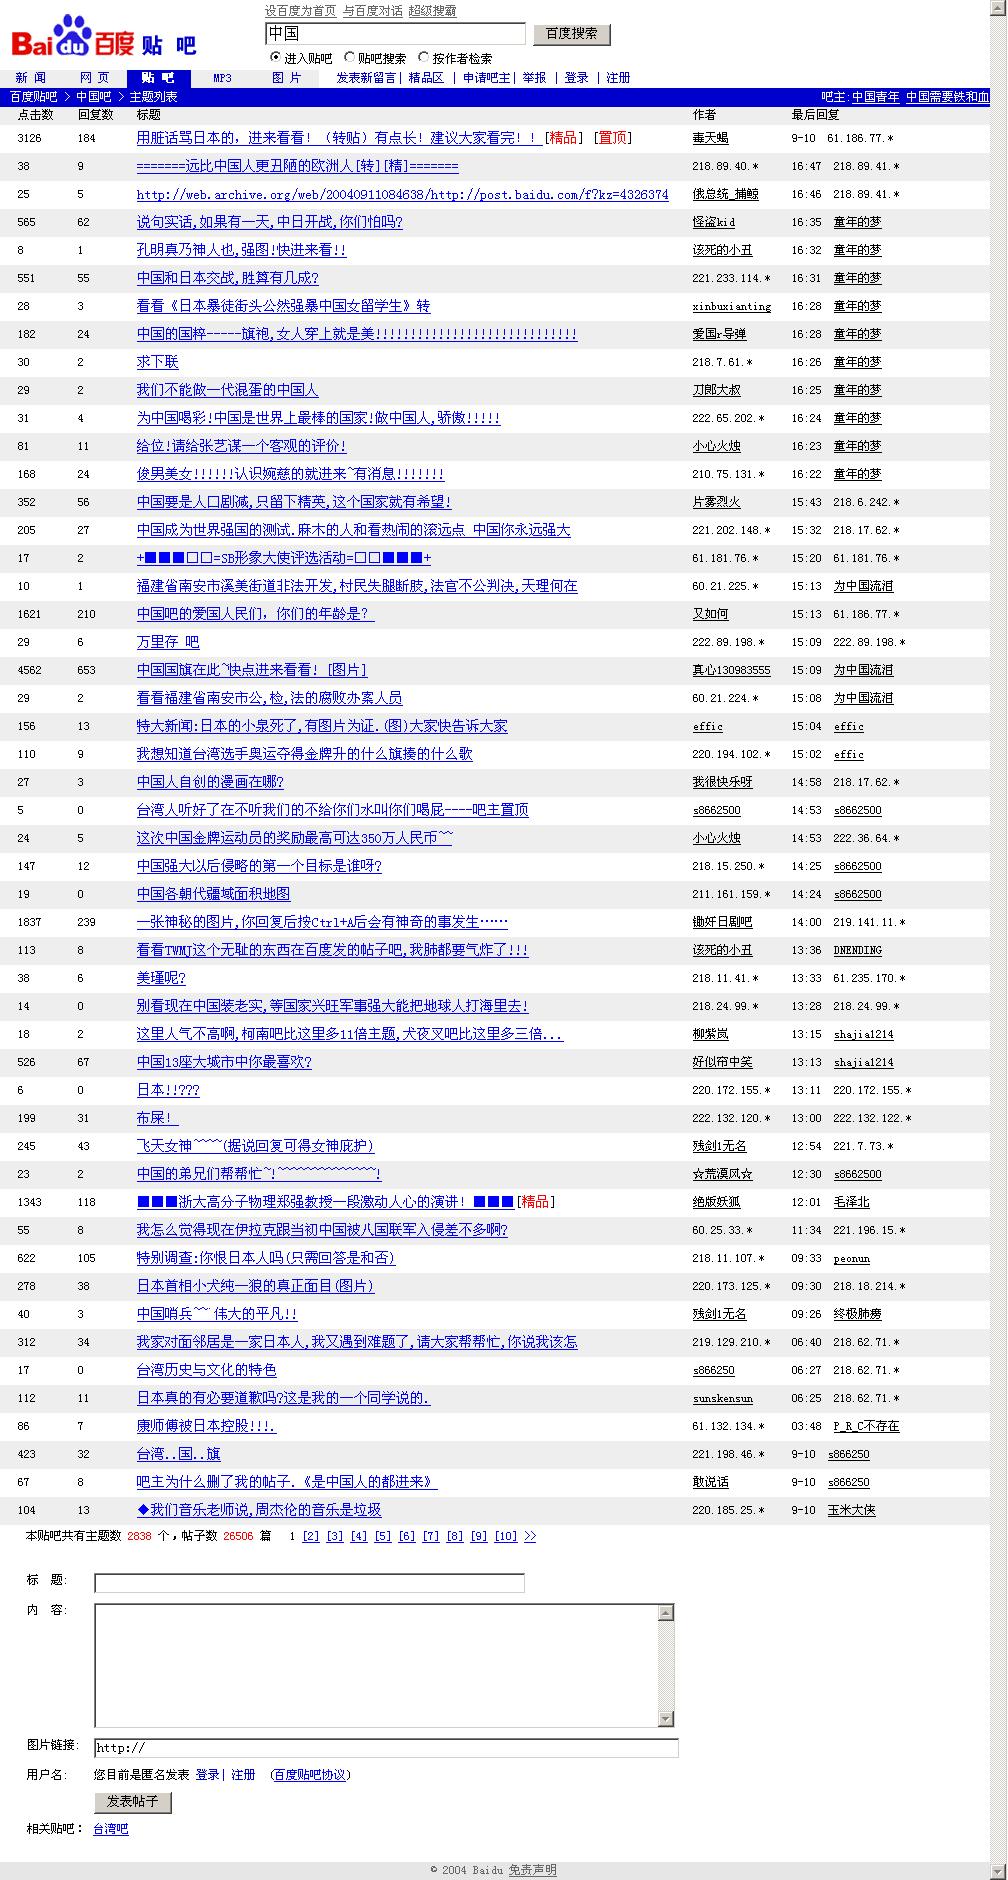 设百度为首页 与百度对话 超级搜霸
Bai du 百度 贴 吧
中国 百度搜索
进入贴吧 贴吧搜索 按作者检索
新 闻 网 页 贴 吧 MP3 图 片 发表新留言| 精品区 | 申请吧主| 举报 | 登录 | 注册
百度贴吧 > 中国吧 > 主题列表 吧主:中国青年 中国需要铁和血
点击数 回复数 标题 作者 最后回复
3126 184 用脏话骂日本的，进来看看！（转贴）有点长！建议大家看完！！[精品] [置顶] 毒天蝎 9-10 61.186.77.*
38 9 =======远比中国人更丑陋的欧洲人[转][精]======= 218.89.40.* 16:47 218.89.41.*
25 5 http://web.archive.org/web/20040911084638/http://post.baidu.com/f?kz=4326374 俄总统_捕鲸 16:46 218.89.41.*
565 62 说句实话,如果有一天,中日开战,你们怕吗? 怪盗kid 16:35 童年的梦
8 1 孔明真乃神人也,强图!快进来看!! 该死的小丑 16:32 童年的梦
551 55 中国和日本交战,胜算有几成? 221.233.114.* 16:31 童年的梦
28 3 看看《日本暴徒街头公然强暴中国女留学生》转 xinbuxianting 16:28 童年的梦
182 24 中国的国粹-----旗袍,女人穿上就是美!!!!!!!!!!!!!!!!!!!!!!!!!!!!! 爱国r导弹 16:28 童年的梦
30 2 求下联 218.7.61.* 16:26 童年的梦
29 2 我们不能做一代混蛋的中国人 刀郎大叔 16:25 童年的梦
31 4 为中国喝彩!中国是世界上最棒的国家!做中国人,骄傲!!!!! 222.65.202.* 16:24 童年的梦
81 11 给位!请给张艺谋一个客观的评价! 小心火烛 16:23 童年的梦
168 24 俊男美女!!!!!!认识婉慈的就进来^有消息!!!!!!! 210.75.131.* 16:22 童年的梦
352 56 中国要是人口剧减,只留下精英,这个国家就有希望! 片雾烈火 15:43 218.6.242.*
205 27 中国成为世界强国的测试.麻木的人和看热闹的滚远点 中国你永远强大 221.202.148.* 15:32 218.17.62.*
17 2 +■■■□□=SB形象大使评选活动=□□■■■+ 61.181.76.* 15:20 61.181.76.*
10 1 福建省南安市溪美街道非法开发,村民失腿断肢,法官不公判决,天理何在 60.21.225.* 15:13 为中国流泪
1621 210 中国吧的爱国人民们，你们的年龄是? 又如何 15:13 61.186.77.*
29 6 万里存 吧 222.89.198.* 15:09 222.89.198.*
4562 653 中国国旗在此^快点进来看看! [图片] 真心130983555 15:09 为中国流泪
29 2 看看福建省南安市公,检,法的腐败办案人员 60.21.224.* 15:08 为中国流泪
156 13 特大新闻:日本的小泉死了,有图片为证.(图)大家快告诉大家 effic 15:04 effic
110 9 我想知道台湾选手奥运夺得金牌升的什么旗揍的什么歌 220.194.102.* 15:02 effic
27 3 中国人自创的漫画在哪? 我很快乐呀 14:58 218.17.62.*
5 0 台湾人听好了在不听我们的不给你们水叫你们喝屁----吧主置顶 s8662500 14:53 s8662500
24 5 这次中国金牌运动员的奖励最高可达350万人民币^^ 小心火烛 14:53 222.36.64.*
147 12 中国强大以后侵略的第一个目标是谁呀? 218.15.250.* 14:25 s8662500
19 0 中国各朝代疆域面积地图 211.161.159.* 14:24 s8662500
1837 239 一张神秘的图片,你回复后按Ctrl+A后会有神奇的事发生…… 锄奸日剧吧 14:00 219.141.11.*
113 8 看看TWMJ这个无耻的东西在百度发的帖子吧,我肺都要气炸了!!! 该死的小丑 13:36 DNENDING
38 6 美瑾呢? 218.11.41.* 13:33 61.235.170.*
14 0 别看现在中国装老实,等国家兴旺军事强大能把地球人打海里去! 218.24.99.* 13:28 218.24.99.*
18 2 这里人气不高啊,柯南吧比这里多11倍主题,犬夜叉吧比这里多三倍... 柳紫岚 13:15 shajia1214
526 67 中国13座大城市中你最喜欢? 好似帘中笑 13:13 shajia1214
6 0 日本!!??? 220.172.155.* 13:11 220.172.155.*
199 31 布屎! 222.132.120.* 13:00 222.132.122.*
245 43 飞天女神^^^^(据说回复可得女神庇护) 残剑1无名 12:54 221.7.73.*
23 2 中国的弟兄们帮帮忙^!^^^^^^^^^^^^^^! ☆荒漠风☆ 12:30 s8662500
1343 118 ■■■浙大高分子物理郑强教授一段激动人心的演讲! ■■■[精品] 绝版妖狐 12:01 毛泽北
55 8 我怎么觉得现在伊拉克跟当初中国被八国联军入侵差不多啊? 60.25.33.* 11:34 221.196.15.*
622 105 特别调查:你恨日本人吗(只需回答是和否) 218.11.107.* 09:33 peonun
278 38 日本首相小犬纯一狼的真正面目(图片) 220.173.125.* 09:30 218.18.214.*
40 3 中国哨兵^^¨伟大的平凡!! 残剑1无名 09:26 终极肺痨
312 34 我家对面邻居是一家日本人,我又遇到难题了,请大家帮帮忙,你说我该怎 219.129.210.* 06:40 218.62.71.*
17 0 台湾历史与文化的特色 s866250 06:27 218.62.71.*
112 11 日本真的有必要道歉吗?这是我的一个同学说的. sunskensun 06:25 218.62.71.*
86 7 康师傅被日本控股!!!. 61.132.134.* 03:48 P_R_C不存在
423 32 台湾..国..旗 221.198.46.* 9-10 s866250
67 8 吧主为什么删了我的帖子.《是中国人的都进来》 敢说话 9-10 s866250
104 13 ◆我们音乐老师说,周杰伦的音乐是垃圾 220.185.25.* 9-10 玉米大侠
本贴吧共有主题数 2838 个，帖子数 26506 篇 1 [2] [3] [4] [5] [6] [7] [8] [9] [10] >>
标 题:
内 容:
图片链接: http://
用户名: 您目前是匿名发表 登录| 注册 (百度贴吧协议)
发表帖子
相关贴吧： 台湾吧
© 2004 Baidu 免责声明